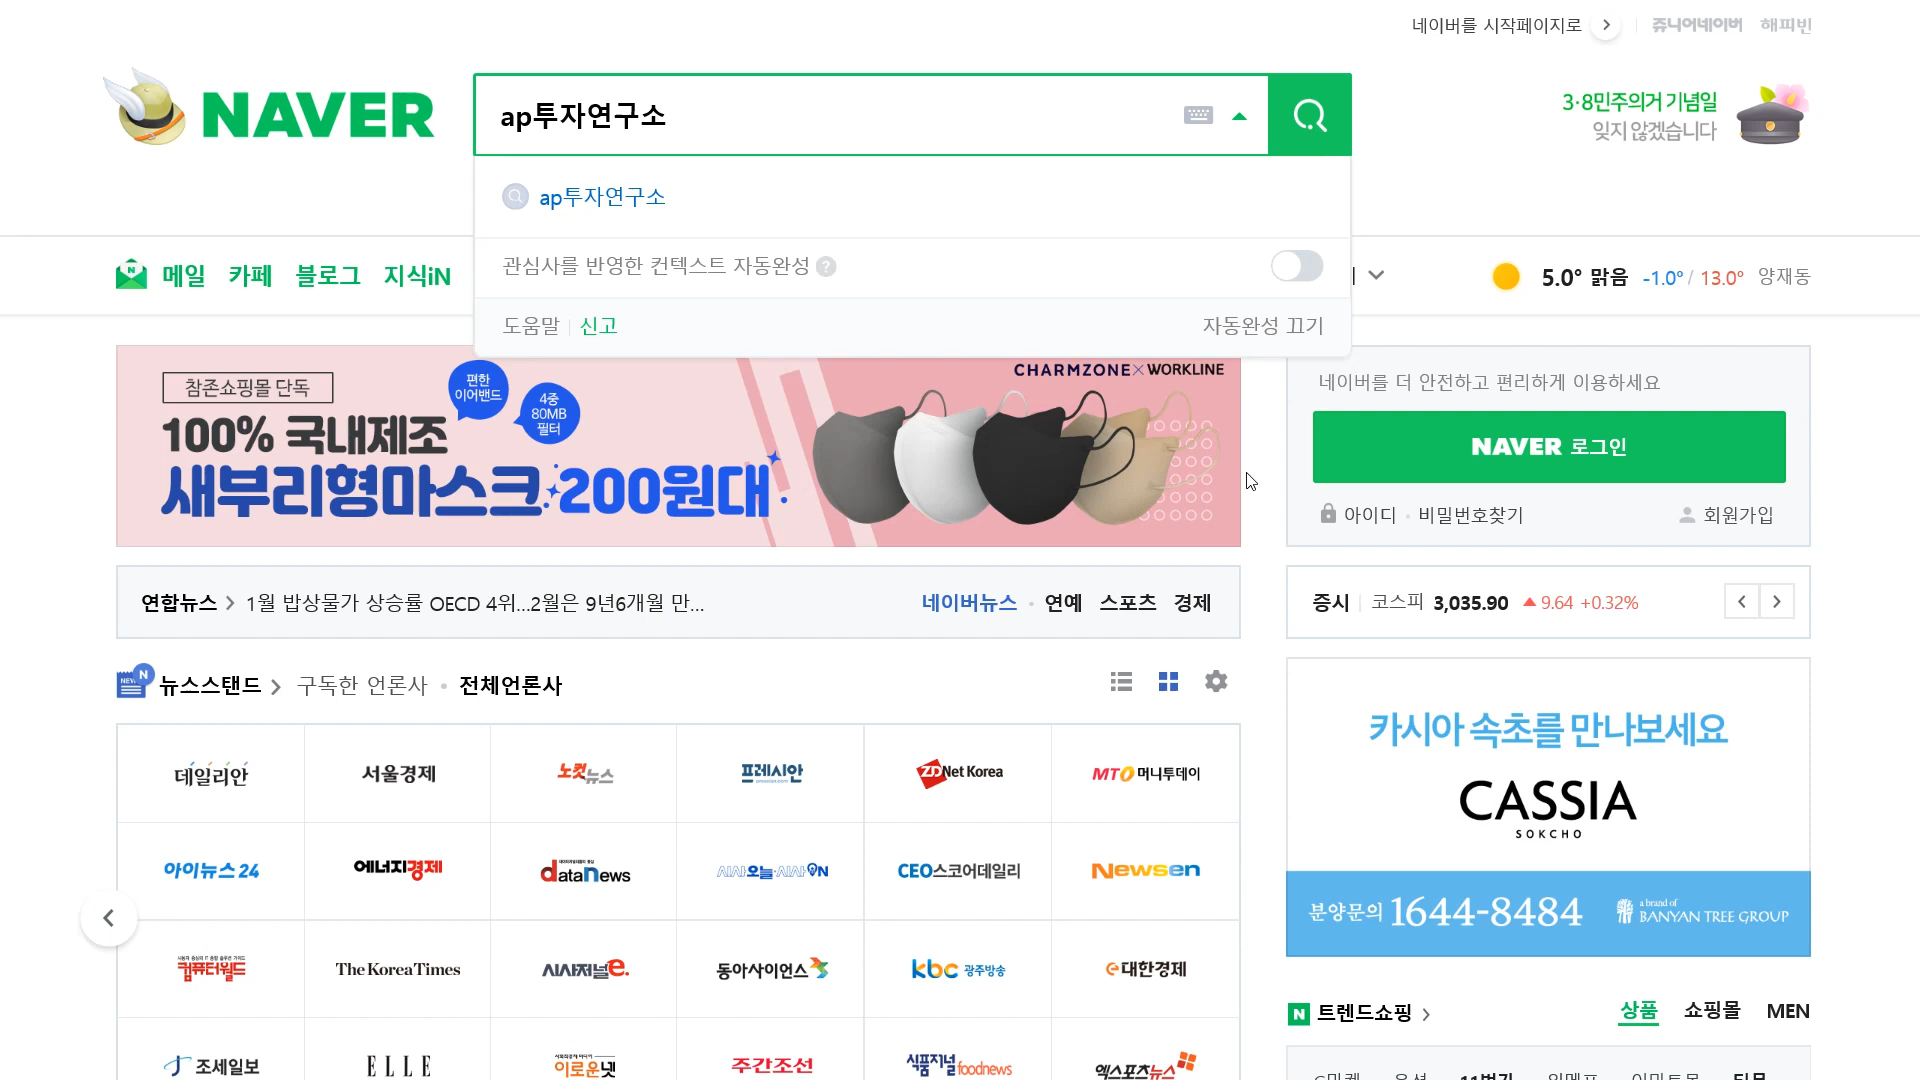 네이버를 시작페이지로
쥬니어네이버 해피빈
NAVER
ap투자연구소
3·8민주의거 기념일
잊지 않겠습니다
ap투자연구소
관심사를 반영한 컨텍스트 자동완성 ?
도움말 신고 자동완성 끄기
메일 카페 블로그 지식iN
5.0° 맑음 -1.0° / 13.0° 양재동
참존쇼핑몰 단독
편한
이어밴드
4중
80MB
필터
CHARMZONE×WORKLINE
100% 국내제조
새부리형마스크 200원대
네이버를 더 안전하고 편리하게 이용하세요
NAVER 로그인
아이디 · 비밀번호찾기 회원가입
연합뉴스 > 1월 밥상물가 상승률 OECD 4위...2월은 9년6개월 만...
네이버뉴스 · 연예 스포츠 경제
증시 코스피 3,035.90 ▲ 9.64 +0.32%
뉴스스탠드 > 구독한 언론사 · 전체언론사
데일리안 서울경제 노컷뉴스 프레시안 ZDNet Korea MTO 머니투데이
아이뉴스24 에너지경제 dataNews 시사오늘·시사ON CEO스코어데일리 Newsen
컴퓨터월드 The Korea Times 시사저널e. 동아사이언스 kbc 광주방송 e대한경제
조세일보 ELLE 이로운넷 주간조선 식품저널 foodnews 엑스포츠뉴스
카시아 속초를 만나보세요
CASSIA
SOKCHO
분양문의 1644-8484
a brand of
BANYAN TREE GROUP
N 트렌드쇼핑 > 상품 쇼핑몰 MEN